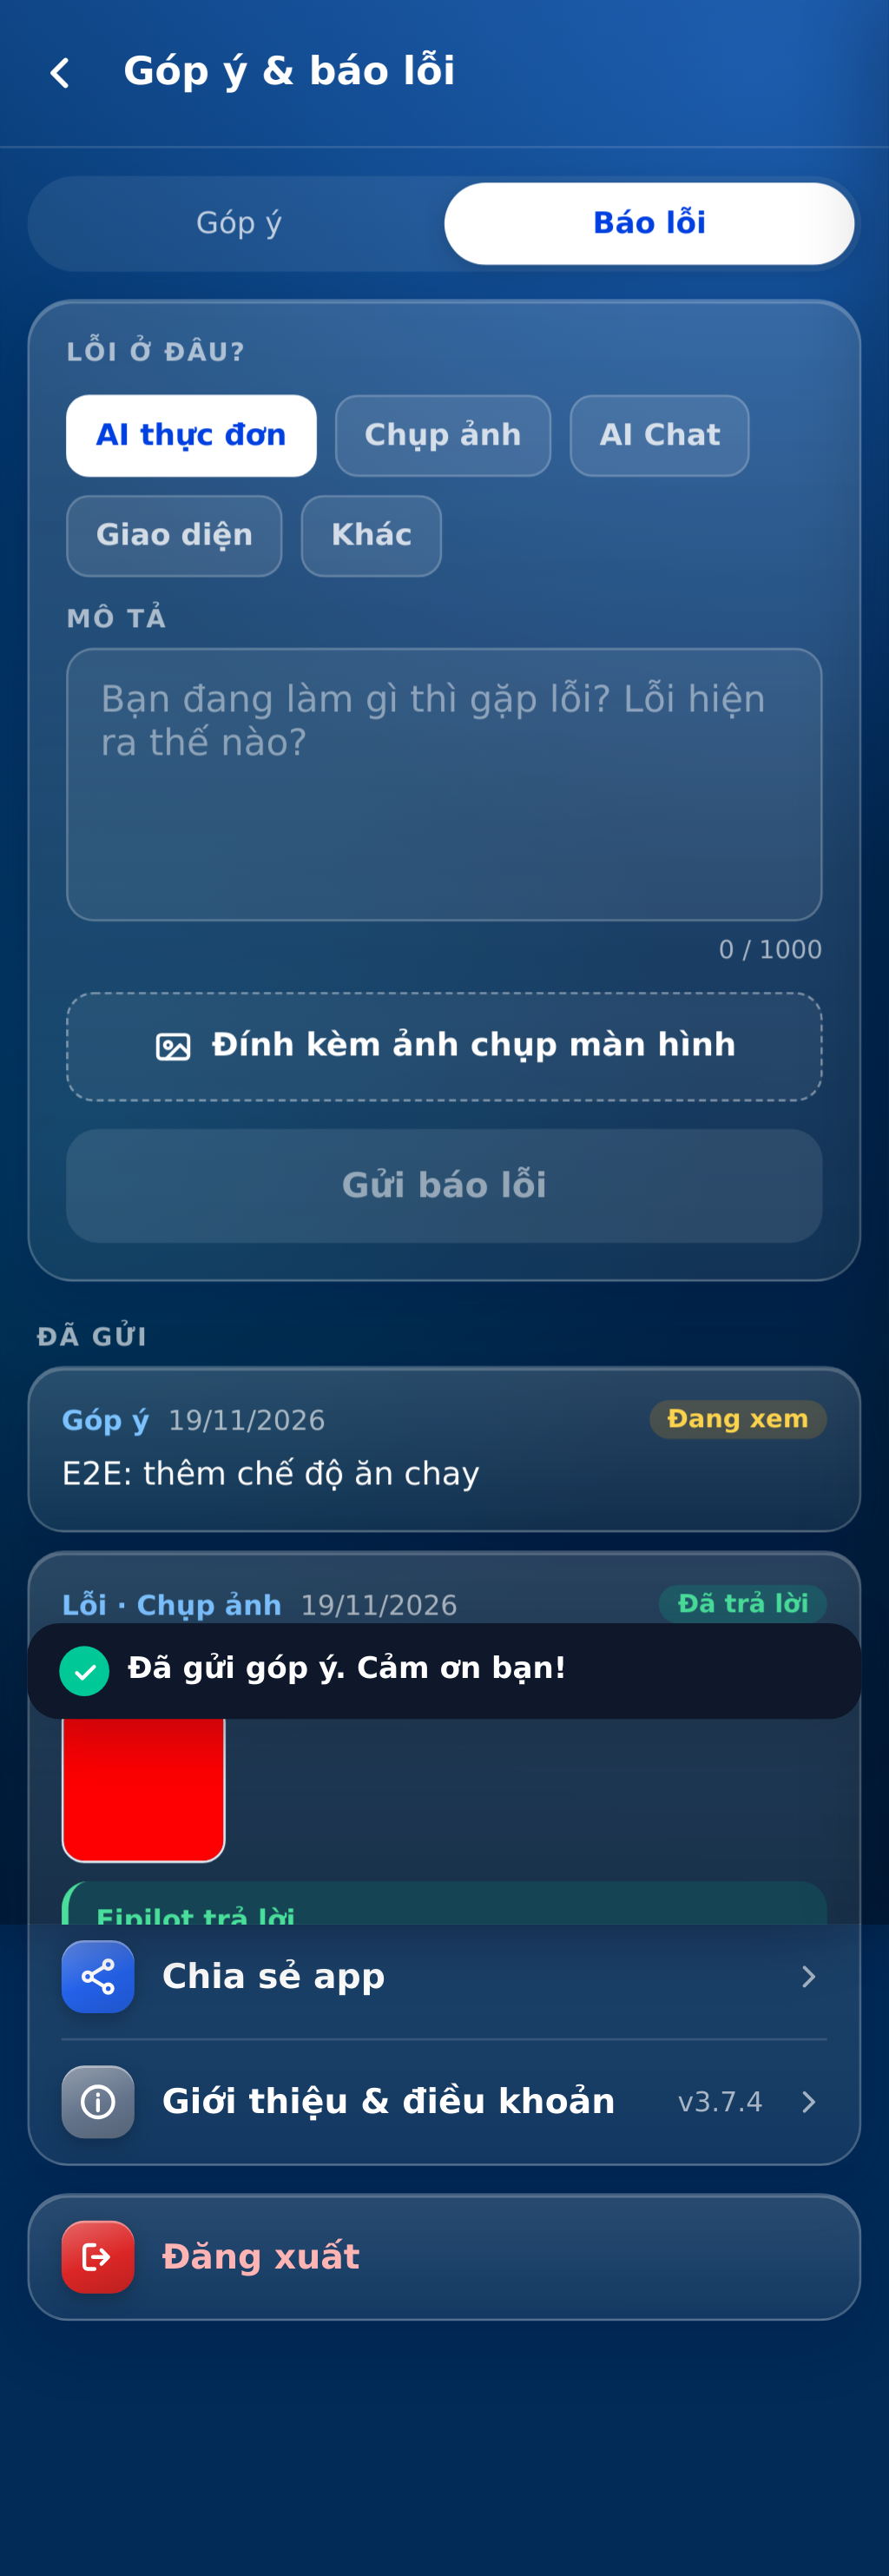 Góp ý & báo lỗi
Góp ý
Báo lỗi
LỖI Ở ĐÂU?
AI thực đơn
Chụp ảnh
AI Chat
Giao diện
Khác
MÔ TẢ
Bạn đang làm gì thì gặp lỗi? Lỗi hiện
ra thế nào?
0 / 1000
Đính kèm ảnh chụp màn hình
Gửi báo lỗi
ĐÃ GỬI
Góp ý 19/11/2026
Đang xem
E2E: thêm chế độ ăn chay
Lỗi · Chụp ảnh 19/11/2026
Đã trả lời
Đã gửi góp ý. Cảm ơn bạn!
trả lời
Chia sẻ app
Giới thiệu & điều khoản
v3.7.4
Đăng xuất